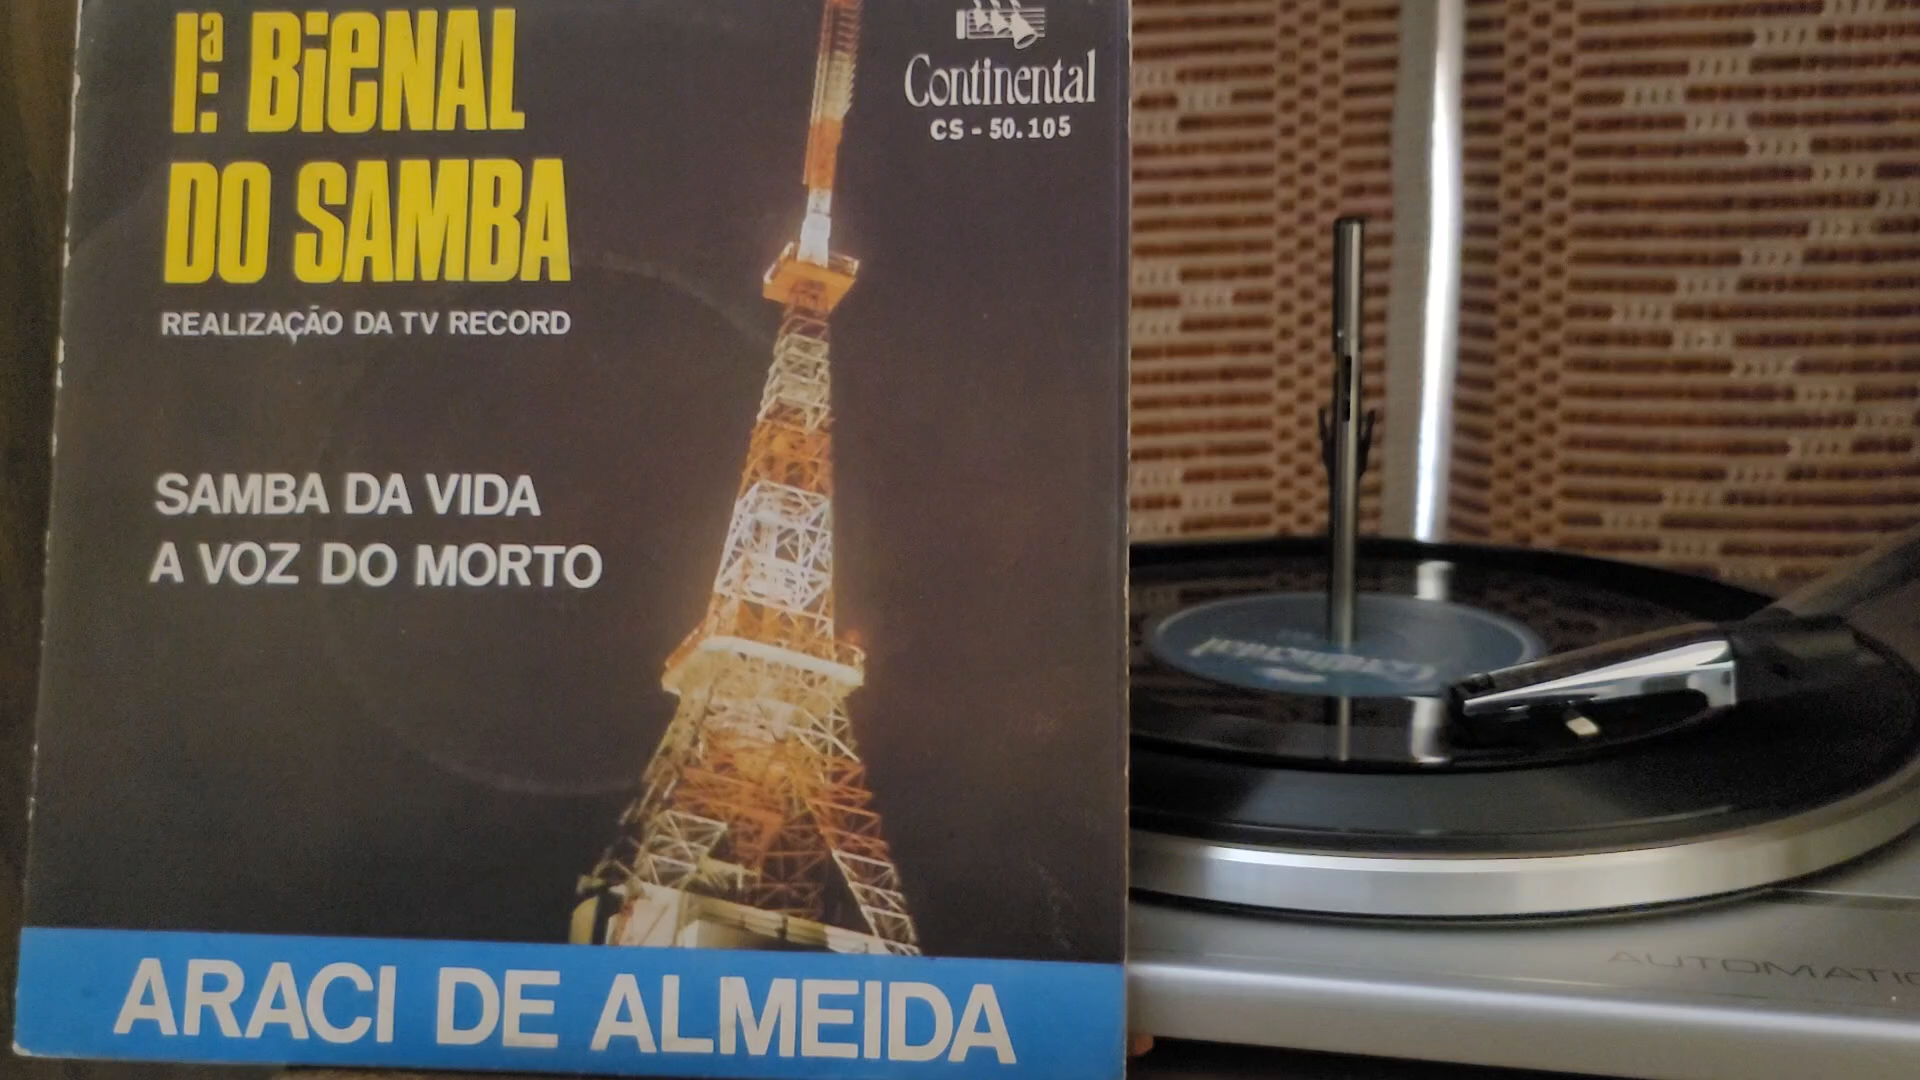 1ª. BieNAL
DO SAMBA
REALIZAÇÃO DA TV RECORD
SAMBA DA VIDA
A VOZ DO MORTO
Continental
CS - 50.105
ARACI DE ALMEIDA
Continental
AUTOMATIC